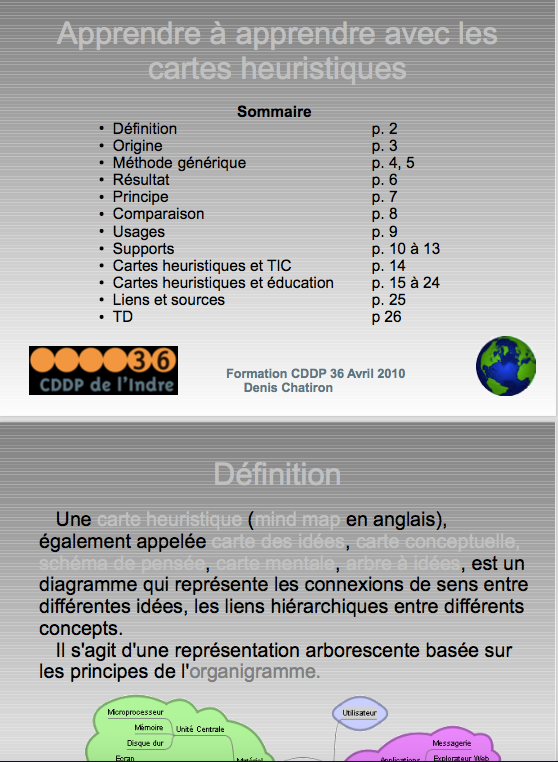 Apprendre à apprendre avec les
cartes heuristiques
Sommaire
• Définition p. 2
• Origine p. 3
• Méthode générique p. 4, 5
• Résultat p. 6
• Principe p. 7
• Comparaison p. 8
• Usages p. 9
• Supports p. 10 à 13
• Cartes heuristiques et TIC p. 14
• Cartes heuristiques et éducation p. 15 à 24
• Liens et sources p. 25
• TD p 26
36
CDDP de l'Indre
Formation CDDP 36 Avril 2010
Denis Chatiron
Définition
Une carte heuristique (mind map en anglais),
également appelée carte des idées, carte conceptuelle,
schéma de pensée, carte mentale, arbre à idées, est un
diagramme qui représente les connexions de sens entre
différentes idées, les liens hiérarchiques entre différents
concepts.
Il s'agit d'une représentation arborescente basée sur
les principes de l'organigramme.
Microprocesseur
Mémoire
Unité Centrale
Disque dur
Ecran
Matériel
Utilisateur
Messagerie
Applications
Explorateur Web